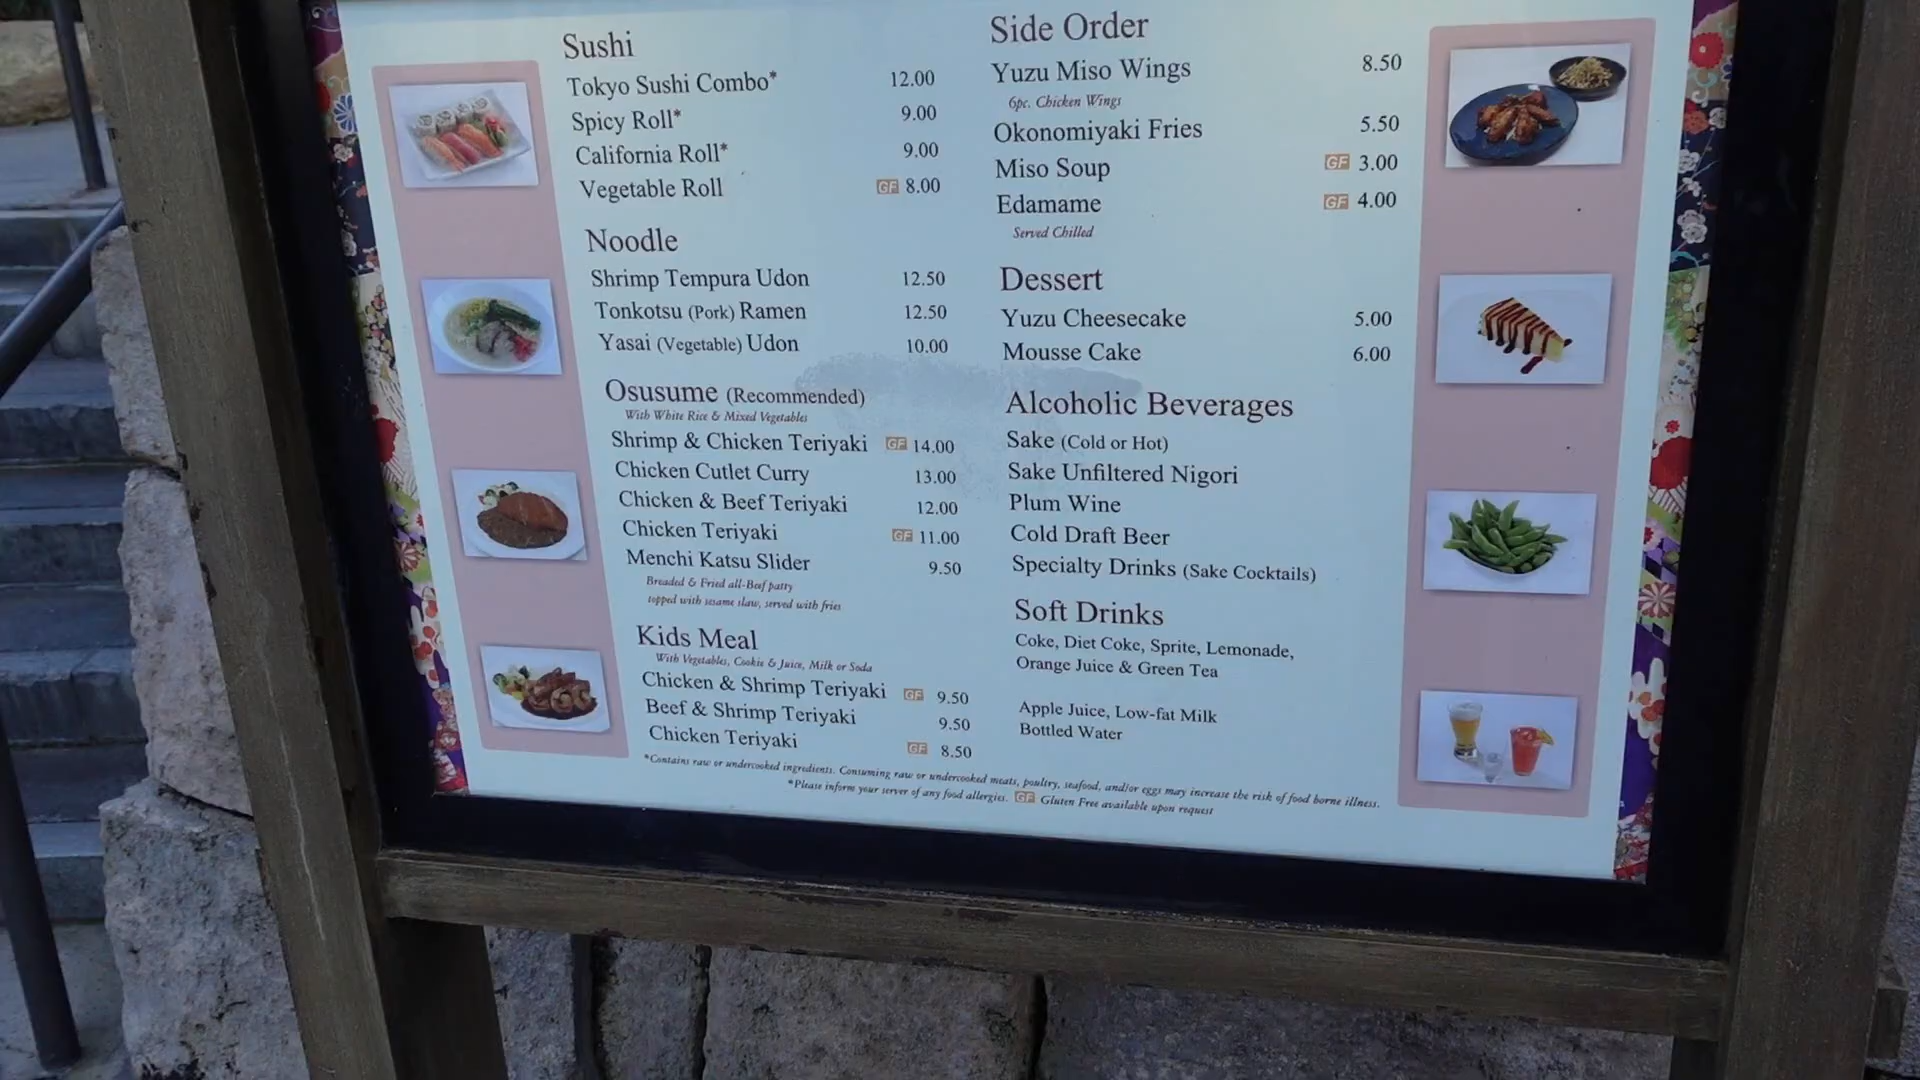 Sushi
Tokyo Sushi Combo* 12.00
Spicy Roll* 9.00
California Roll* 9.00
Vegetable Roll GF 8.00
Noodle
Shrimp Tempura Udon 12.50
Tonkotsu (Pork) Ramen 12.50
Yasai (Vegetable) Udon 10.00
Osusume (Recommended)
With White Rice & Mixed Vegetables
Shrimp & Chicken Teriyaki GF 14.00
Chicken Cutlet Curry 13.00
Chicken & Beef Teriyaki 12.00
Chicken Teriyaki GF 11.00
Menchi Katsu Slider 9.50
Breaded & Fried all-Beef patty
topped with sesame slaw, served with fries
Kids Meal
With Vegetables, Cookie & Juice, Milk or Soda
Chicken & Shrimp Teriyaki GF 9.50
Beef & Shrimp Teriyaki 9.50
Chicken Teriyaki GF 8.50
Side Order
Yuzu Miso Wings 8.50
6pc. Chicken Wings
Okonomiyaki Fries 5.50
Miso Soup GF 3.00
Edamame GF 4.00
Served Chilled
Dessert
Yuzu Cheesecake 5.00
Mousse Cake 6.00
Alcoholic Beverages
Sake (Cold or Hot)
Sake Unfiltered Nigori
Plum Wine
Cold Draft Beer
Specialty Drinks (Sake Cocktails)
Soft Drinks
Coke, Diet Coke, Sprite, Lemonade,
Orange Juice & Green Tea
Apple Juice, Low-fat Milk
Bottled Water
*Contains raw or undercooked ingredients. Consuming raw or undercooked meats, poultry, seafood, and/or eggs may increase the risk of food borne illness.
*Please inform your server of any food allergies. GF Gluten Free available upon request